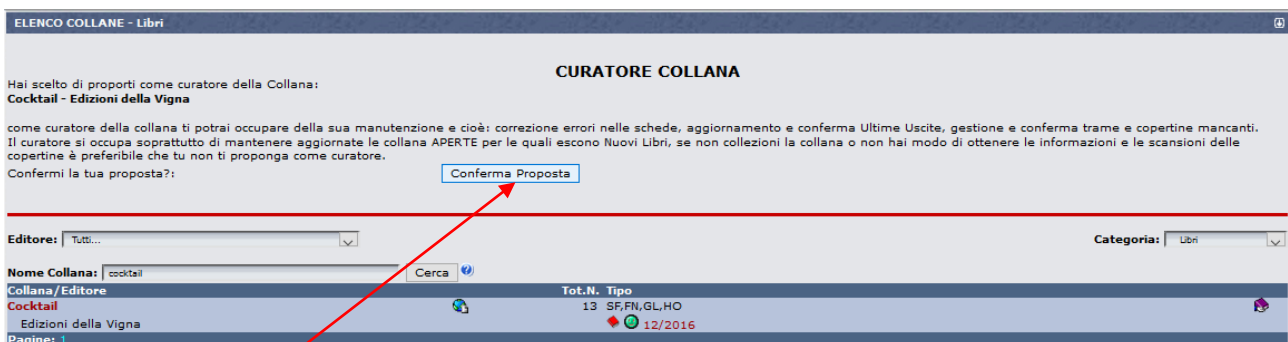 ELENCO COLLANE - Libri
CURATORE COLLANA
Hai scelto di proporti come curatore della Collana:
Cocktail - Edizioni della Vigna
come curatore della collana ti potrai occupare della sua manutenzione e cioè: correzione errori nelle schede, aggiornamento e conferma Ultime Uscite, gestione e conferma trame e copertine mancanti.
Il curatore si occupa soprattutto di mantenere aggiornate le collana APERTE per le quali escono Nuovi Libri, se non collezioni la collana o non hai modo di ottenere le informazioni e le scansioni delle
copertine è preferibile che tu non ti proponga come curatore.
Confermi la tua proposta?: Conferma Proposta
Editore: Tutti... Categoria: Libri
Nome Collana: cocktail Cerca
Collana/Editore Tot.N. Tipo
Cocktail 13 SF,FN,GL,HO
Edizioni della Vigna 12/2016
Pagine: 1